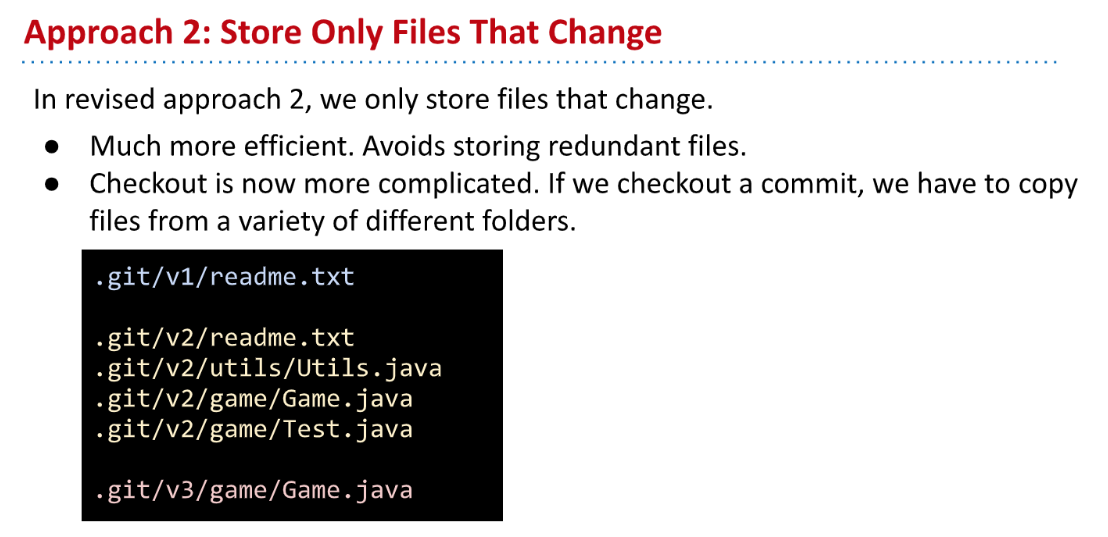 Approach 2: Store Only Files That Change
In revised approach 2, we only store files that change.
● Much more efficient. Avoids storing redundant files.
● Checkout is now more complicated. If we checkout a commit, we have to copy
files from a variety of different folders.
.git/v1/readme.txt
.git/v2/readme.txt
.git/v2/utils/Utils.java
.git/v2/game/Game.java
.git/v2/game/Test.java
.git/v3/game/Game.java